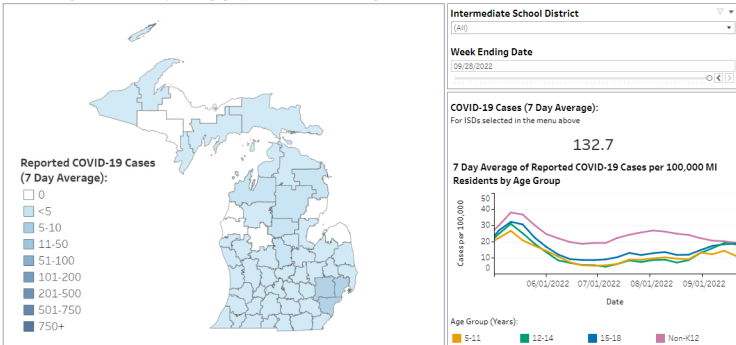 Intermediate School District
(All)
Week Ending Date
09/28/2022
COVID-19 Cases (7 Day Average):
For ISDs selected in the menu above
132.7
7 Day Average of Reported COVID-19 Cases per 100,000 MI
Residents by Age Group
Cases per 100,000
50
40
30
20
10
0
06/01/2022 07/01/2022 08/01/2022 09/01/2022
Date
Age Group (Years):
5-11 12-14 15-18 Non-K12
Reported COVID-19 Cases
(7 Day Average):
0
<5
5-10
11-50
51-100
101-200
201-500
501-750
750+